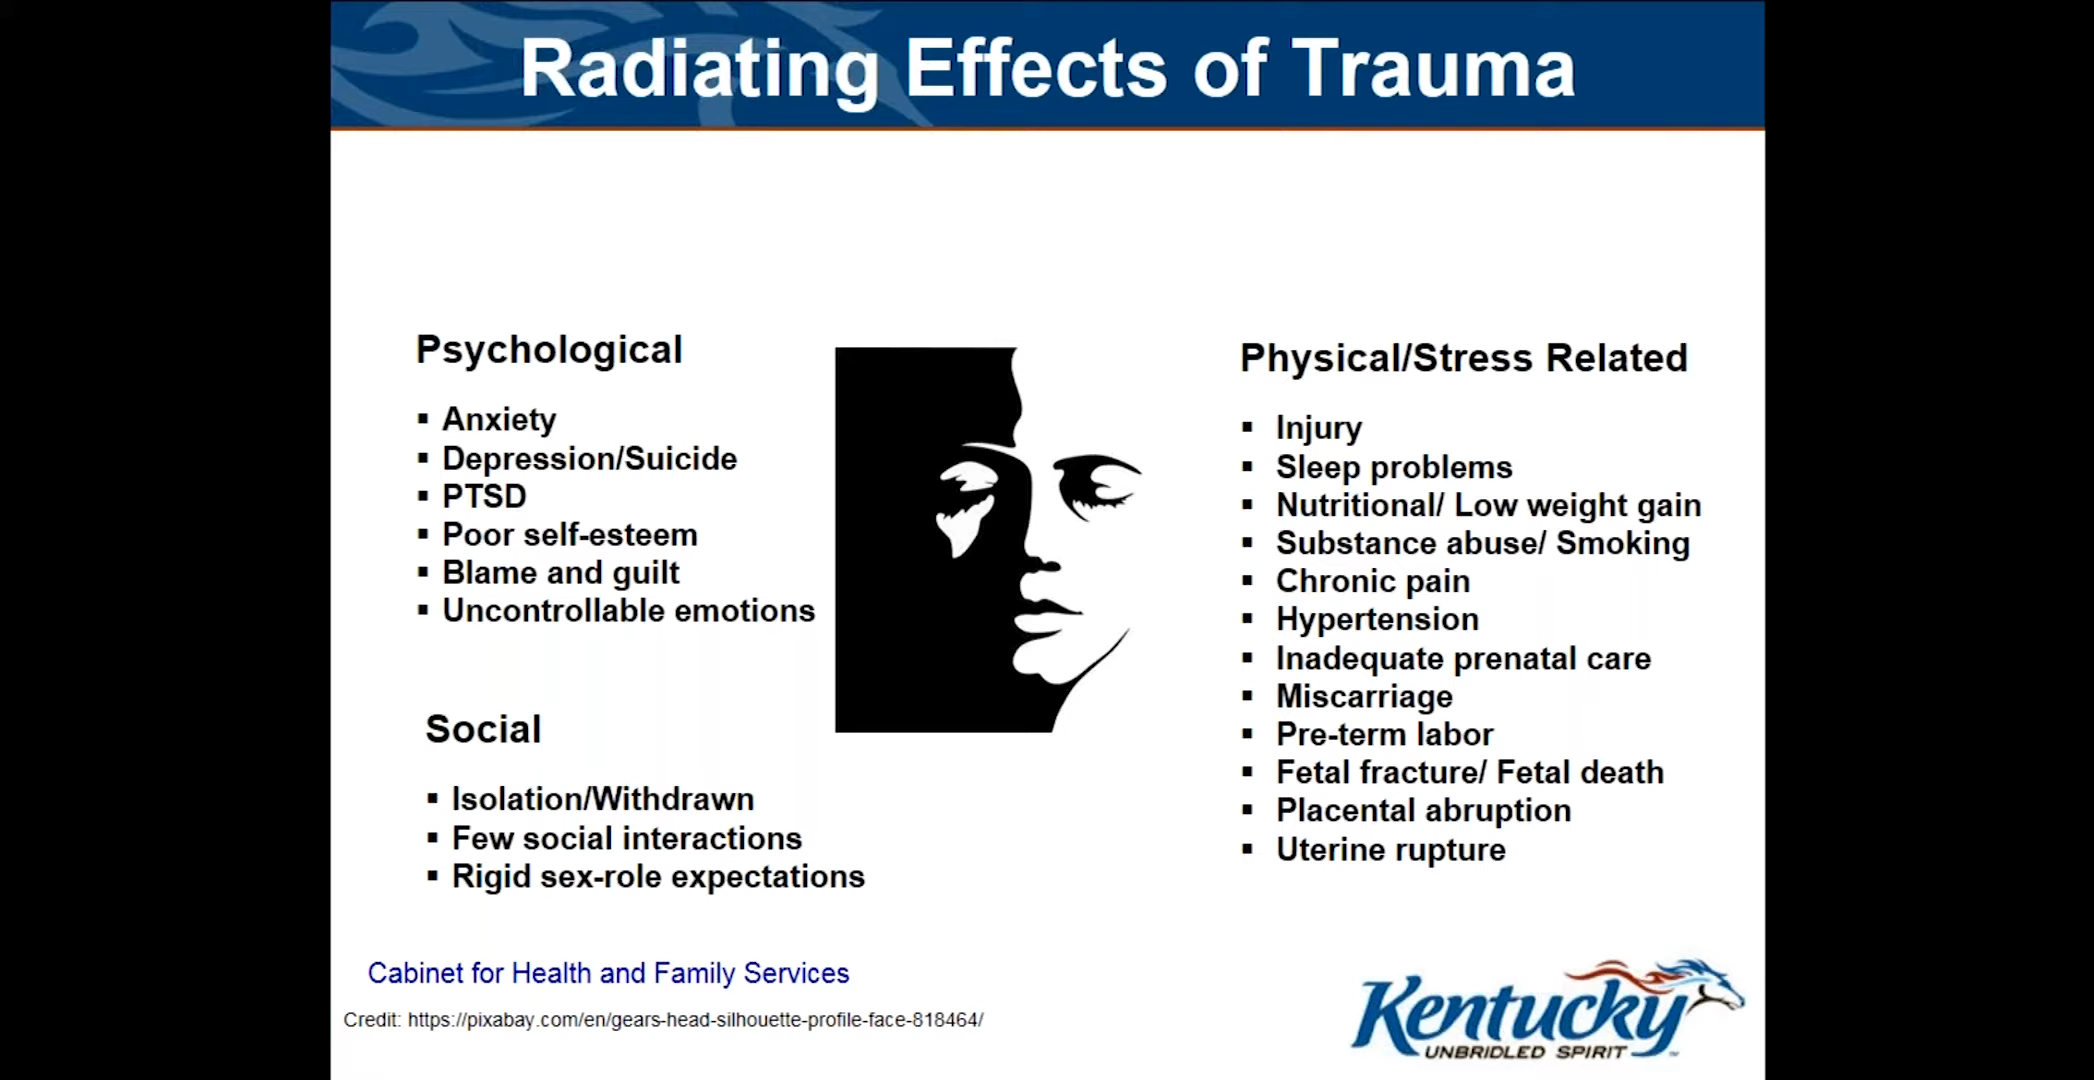 Radiating Effects of Trauma
Psychological
▪ Anxiety
▪ Depression/Suicide
▪ PTSD
▪ Poor self-esteem
▪ Blame and guilt
▪ Uncontrollable emotions
Social
▪ Isolation/Withdrawn
▪ Few social interactions
▪ Rigid sex-role expectations
Physical/Stress Related
▪ Injury
▪ Sleep problems
▪ Nutritional/ Low weight gain
▪ Substance abuse/ Smoking
▪ Chronic pain
▪ Hypertension
▪ Inadequate prenatal care
▪ Miscarriage
▪ Pre-term labor
▪ Fetal fracture/ Fetal death
▪ Placental abruption
▪ Uterine rupture
Cabinet for Health and Family Services
Credit: https://pixabay.com/en/gears-head-silhouette-profile-face-818464/
Kentucky
UNBRIDLED SPIRIT™